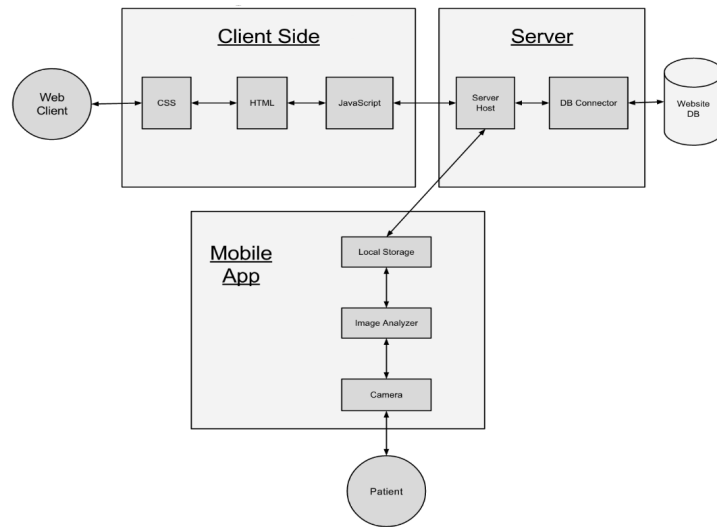 Client Side
Server
Web
Client
CSS
HTML
JavaScript
Server
Host
DB Connector
Website
DB
Mobile
App
Local Storage
Image Analyzer
Camera
Patient